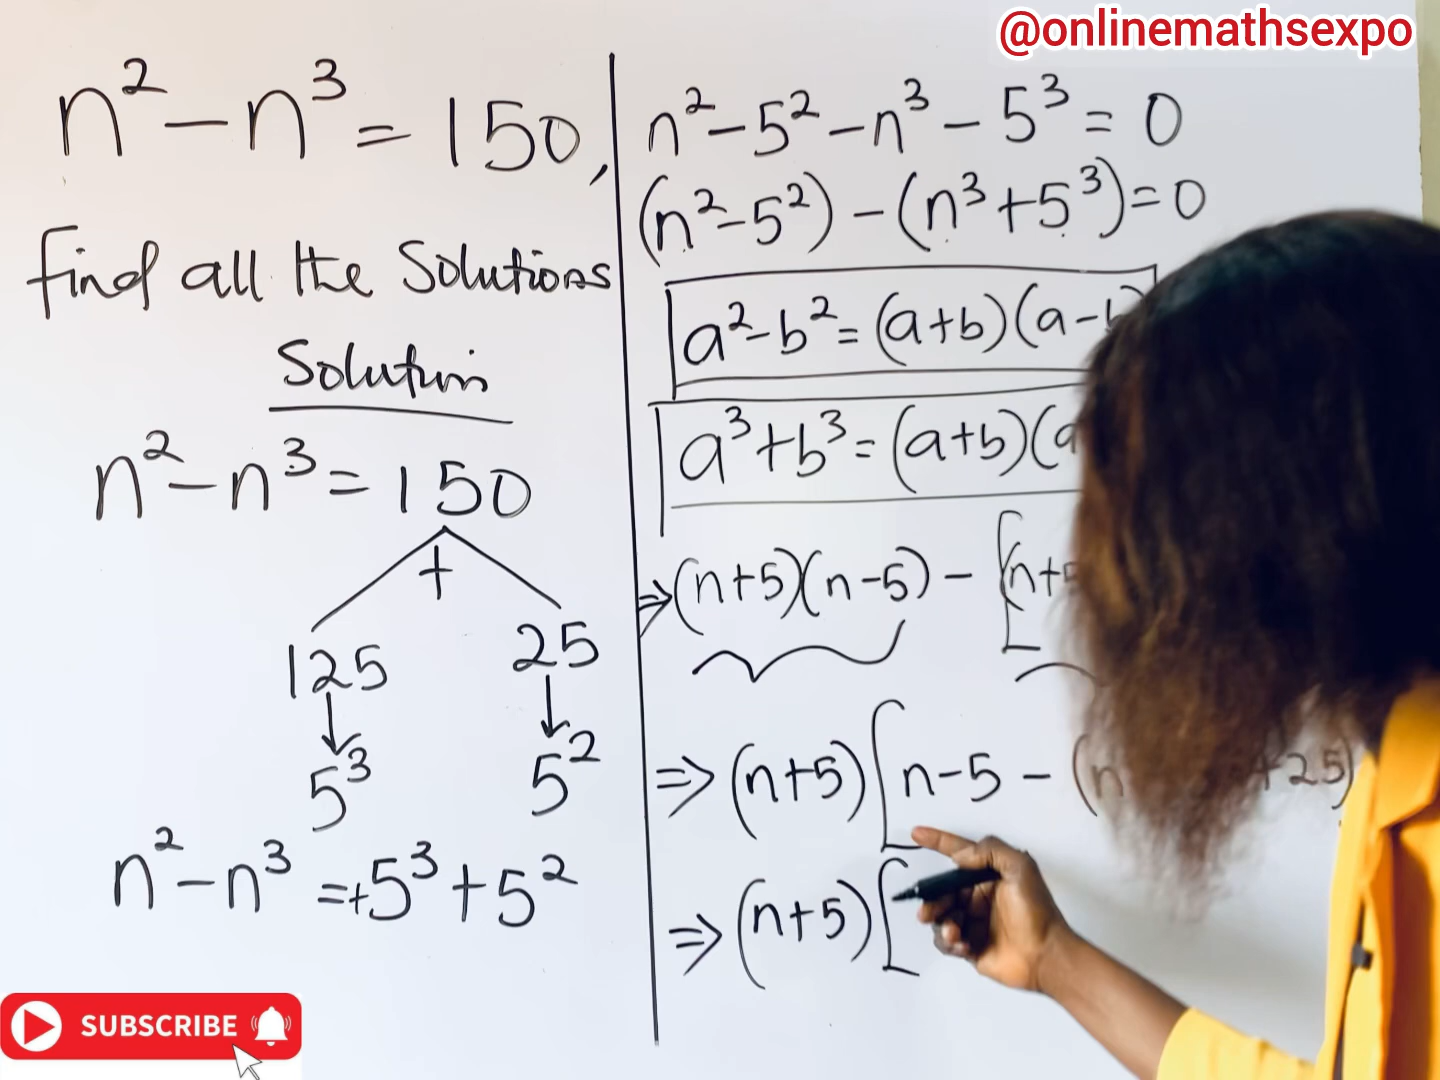 @onlinemathsexpo
n² - n³ = 150,
find all the Solutions
Solution
n² - n³ = 150
+
125 25
5³ 5²
n² - n³ = +5³ + 5²
n² - 5² - n³ - 5³ = 0
(n² - 5²) - (n³ + 5³) = 0
a² - b² = (a+b)(a-b)
a³ + b³ = (a+b)(a
⇒ (n+5)(n-5) - [(n+5
⇒ (n+5)[n-5 - (n +25)
⇒ (n+5)[
SUBSCRIBE